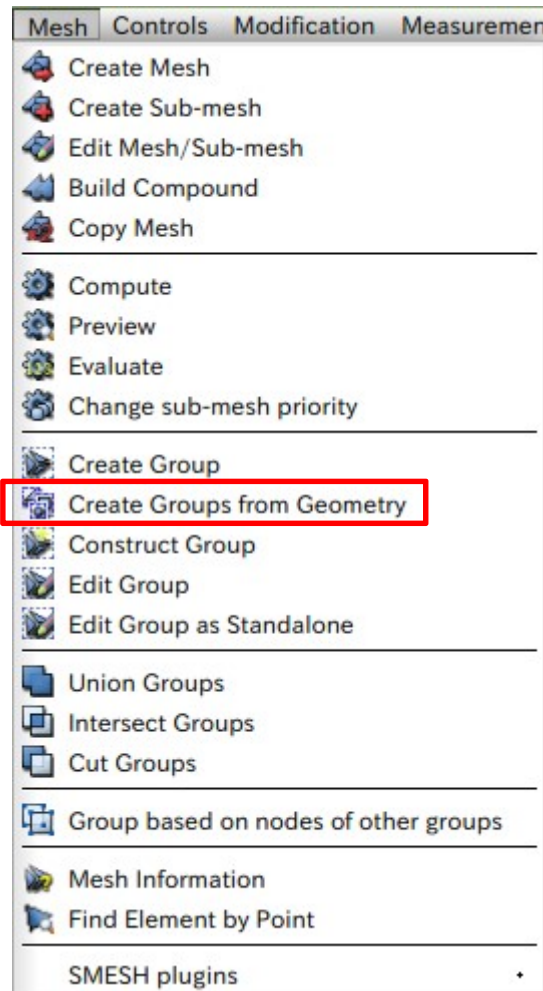 Mesh Controls Modification Measuremen
Create Mesh
Create Sub-mesh
Edit Mesh/Sub-mesh
Build Compound
Copy Mesh
Compute
Preview
Evaluate
Change sub-mesh priority
Create Group
Create Groups from Geometry
Construct Group
Edit Group
Edit Group as Standalone
Union Groups
Intersect Groups
Cut Groups
Group based on nodes of other groups
Mesh Information
Find Element by Point
SMESH plugins